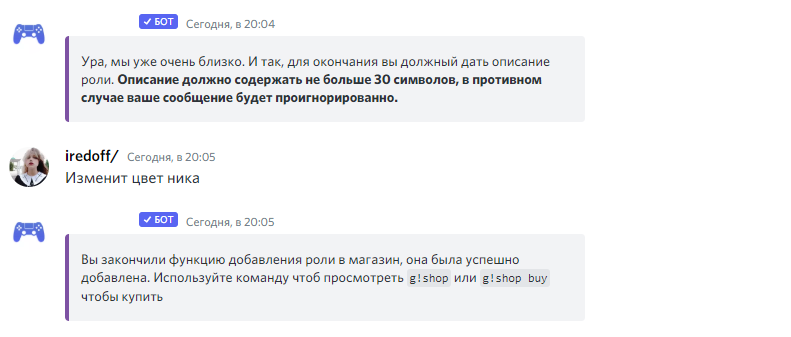 ✓ БОТ Сегодня, в 20:04
Ура, мы уже очень близко. И так, для окончания вы должный дать описание
роли. Описание должно содержать не больше 30 символов, в противном
случае ваше сообщение будет проигнорированно.
iredoff/ Сегодня, в 20:05
Изменит цвет ника
✓ БОТ Сегодня, в 20:05
Вы закончили функцию добавления роли в магазин, она была успешно
добавлена. Используйте команду чтоб просмотреть g!shop или g!shop buy
чтобы купить